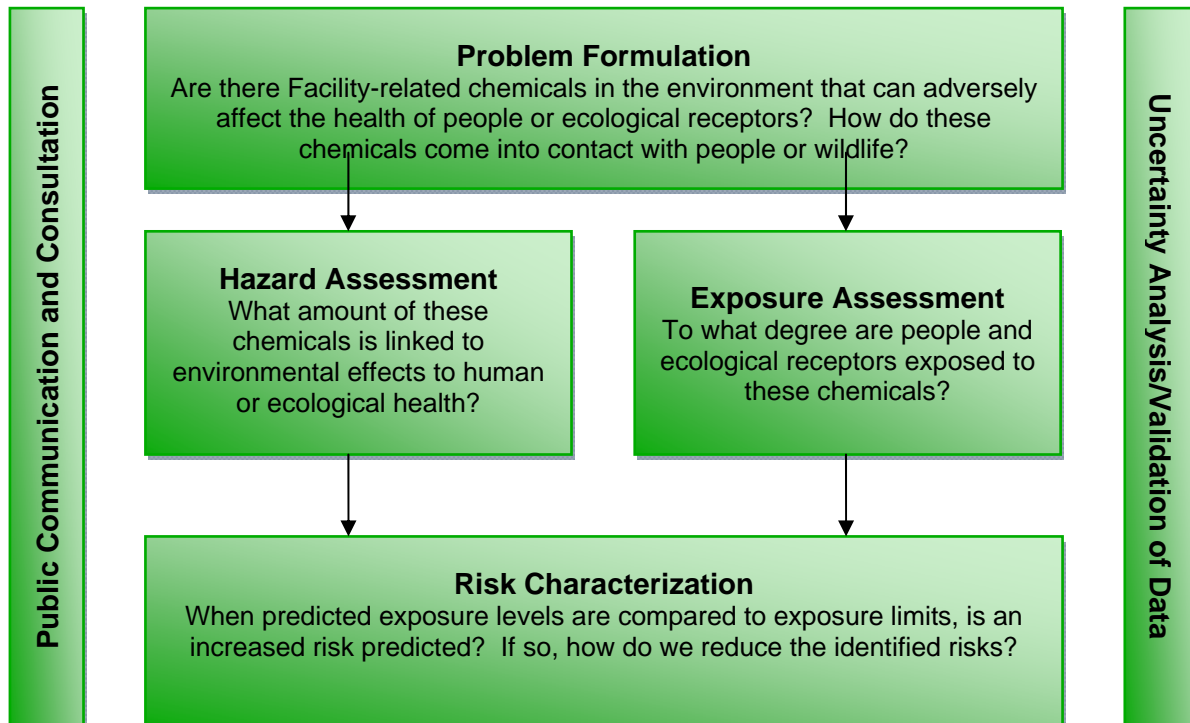 Public Communication and Consultation
Problem Formulation
Are there Facility-related chemicals in the environment that can adversely
affect the health of people or ecological receptors?  How do these
chemicals come into contact with people or wildlife?
Hazard Assessment
What amount of these
chemicals is linked to
environmental effects to human
or ecological health?
Exposure Assessment
To what degree are people and
ecological receptors exposed to
these chemicals?
Risk Characterization
When predicted exposure levels are compared to exposure limits, is an
increased risk predicted?  If so, how do we reduce the identified risks?
Uncertainty Analysis/Validation of Data